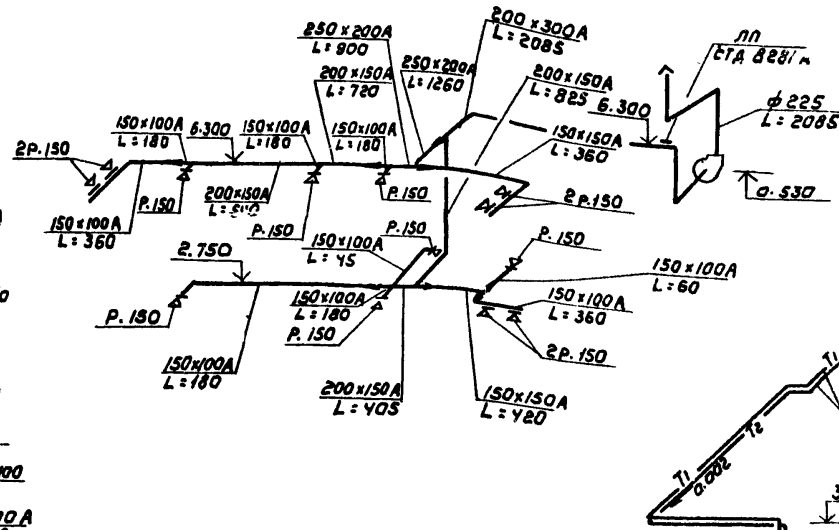 250 x 200A
L = 900
200 x 300A
L = 2085
200 x 150A
L = 720
250 x 200A
L = 1260
200 x 150A
L = 825
ЛП
6.300
ф 225
L = 2085
0.530
150 x 100A
L = 180
6.300
150 x 100A
L = 180
150 x 100A
L = 180
150 x 150A
L = 360
2Р.150
Р.150
200 x 150A
Р.150
2Р.150
150 x 100A
L = 360
Р.150
150 x 100A
L = 45
Р.150
Р.150
2.750
150 x 100A
L = 60
Р.150
150 x 100A
L = 180
Р.150
150 x 100A
L = 360
2Р.150
150 x 100A
L = 180
200 x 150A
L = 405
150 x 150A
L = 420
Т1
Т2
Т1
0.002